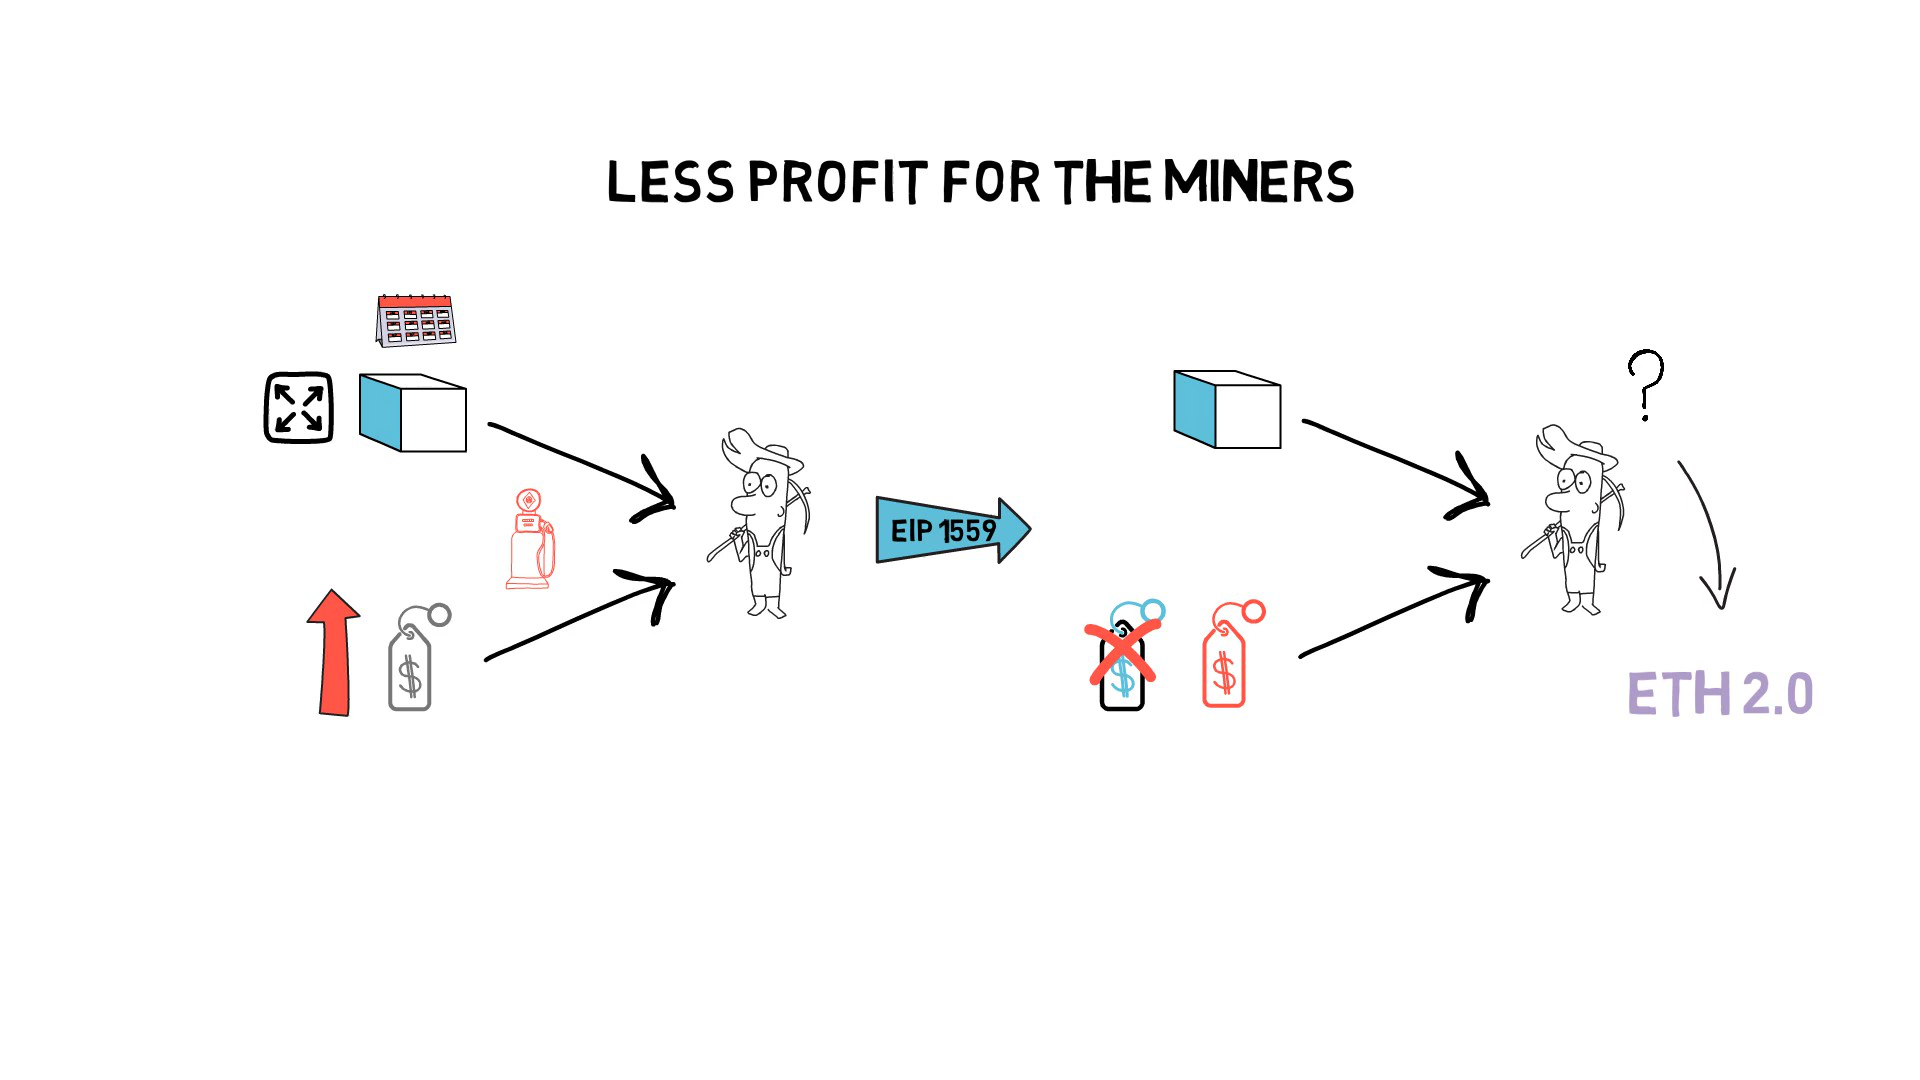 LESS PROFIT FOR THE MINERS
EIP 1559
?
$
$
$
ETH 2.0